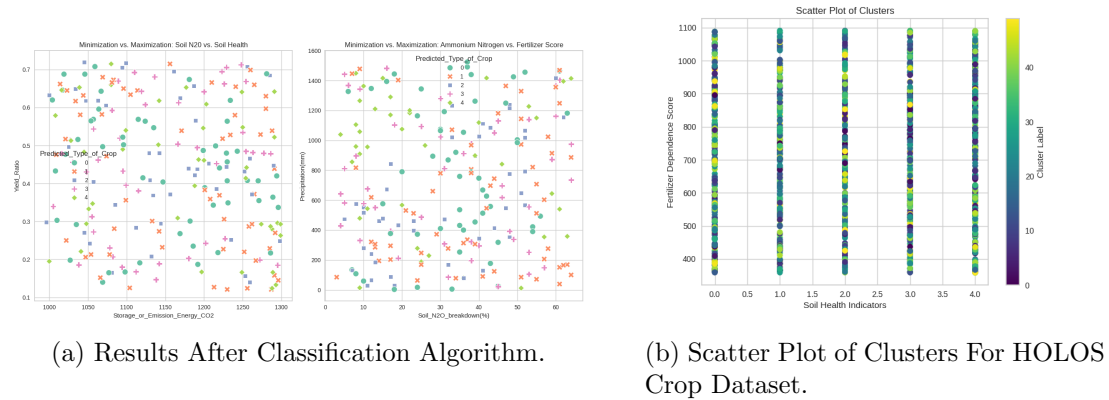 Minimization vs. Maximization: Soil N20 vs. Soil Health
Yield_Ratio
0.7
0.6
0.5
0.4
0.3
0.2
0.1
Predicted_Type_of_Crop
0
1
2
3
4
1000 1050 1100 1150 1200 1250 1300
Storage_or_Emission_Energy_CO2
Minimization vs. Maximization: Ammonium Nitrogen vs. Fertilizer Score
Precipitation(mm)
1600
1400
1200
1000
800
600
400
200
0
Predicted_Type_of_Crop
0
1
2
3
4
0 10 20 30 40 50 60
Soil_N2O_breakdown(%)
(a) Results After Classification Algorithm.
Scatter Plot of Clusters
Fertilizer Dependence Score
1100
1000
900
800
700
600
500
400
0.0 0.5 1.0 1.5 2.0 2.5 3.0 3.5 4.0
Soil Health Indicators
40
30
20
10
0
Cluster Label
(b) Scatter Plot of Clusters For HOLOS
Crop Dataset.